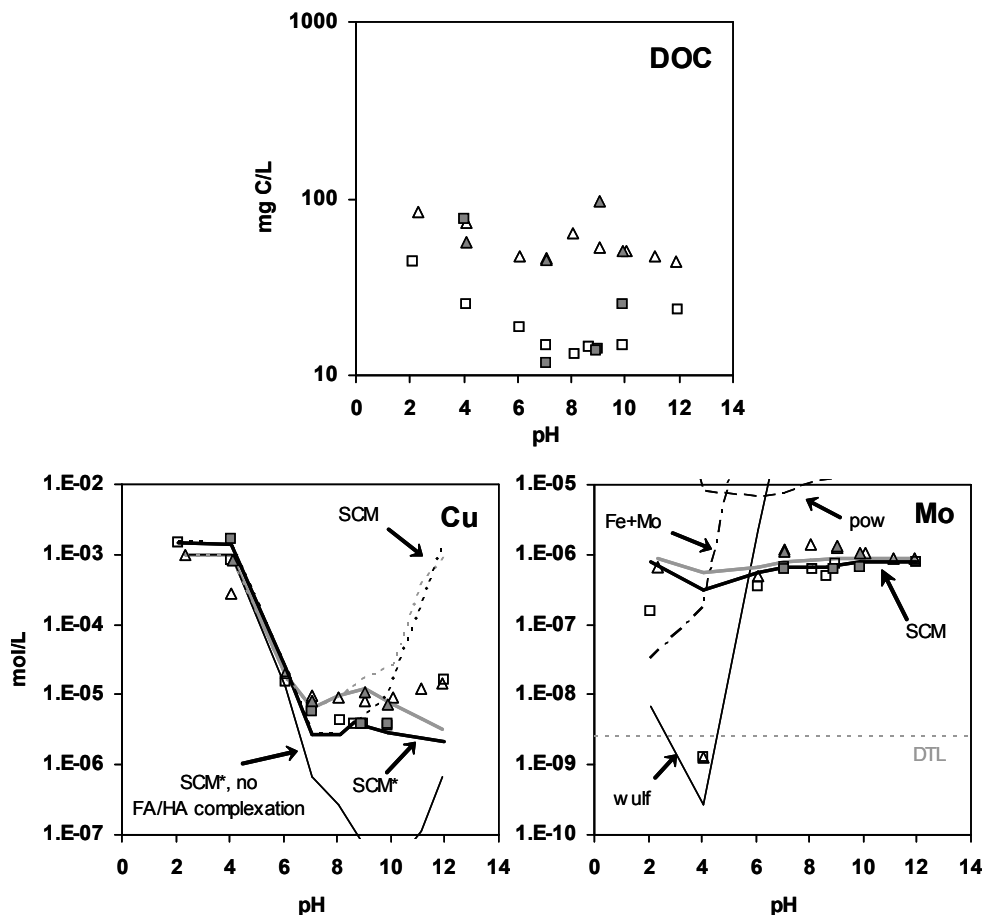 DOC
mg C/L
1000
100
10
0 2 4 6 8 10 12 14
pH
Cu
mol/L
1.E-02
1.E-03
1.E-04
1.E-05
1.E-06
1.E-07
SCM
SCM*, no
FA/HA complexation
SCM*
0 2 4 6 8 10 12 14
pH
Mo
1.E-05
1.E-06
1.E-07
1.E-08
1.E-09
1.E-10
Fe+Mo
pow
SCM
DTL
wulf
0 2 4 6 8 10 12 14
pH